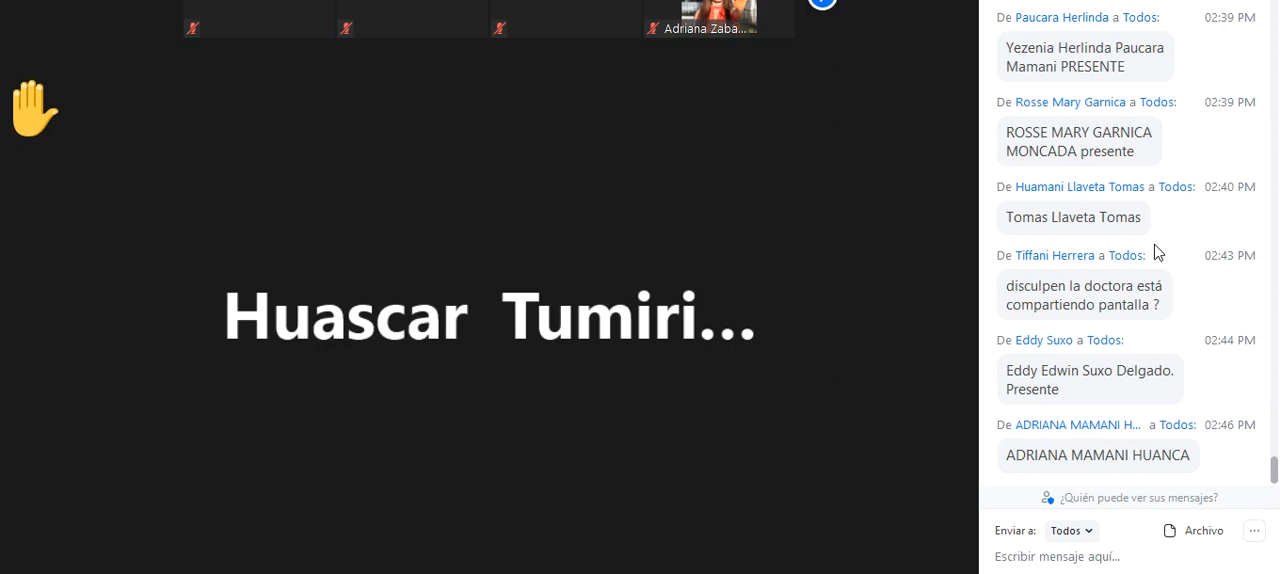 Adriana Zaba...
Huascar Tumiri...
De Paucara Herlinda a Todos: 02:39 PM
Yezenia Herlinda Paucara
Mamani PRESENTE
De Rosse Mary Garnica a Todos: 02:39 PM
ROSSE MARY GARNICA
MONCADA presente
De Huamani Llaveta Tomas a Todos: 02:40 PM
Tomas Llaveta Tomas
De Tiffani Herrera a Todos: 02:43 PM
disculpen la doctora está
compartiendo pantalla ?
De Eddy Suxo a Todos: 02:44 PM
Eddy Edwin Suxo Delgado.
Presente
De ADRIANA MAMANI H... a Todos: 02:46 PM
ADRIANA MAMANI HUANCA
¿Quién puede ver sus mensajes?
Enviar a: Todos Archivo ...
Escribir mensaje aquí...